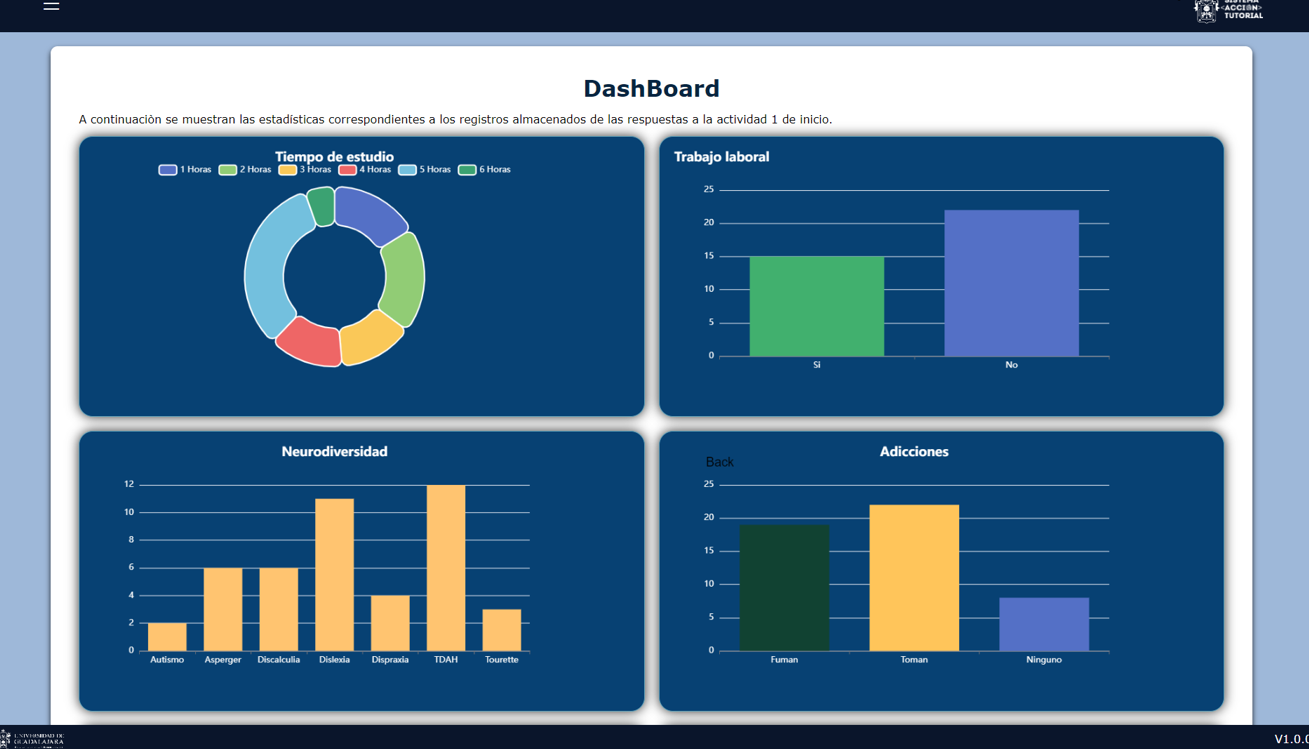 SISTEMA
<ACCI@N>
TUTORIAL
DashBoard
A continuaciòn se muestran las estadísticas correspondientes a los registros almacenados de las respuestas a la actividad 1 de inicio.
Tiempo de estudio
1 Horas 2 Horas 3 Horas 4 Horas 5 Horas 6 Horas
Trabajo laboral
25
20
15
10
5
0
Si No
Neurodiversidad
12
10
8
6
4
2
0
Autismo Asperger Discalculia Dislexia Dispraxia TDAH Tourette
Adicciones
Back
25
20
15
10
5
0
Fuman Toman Ninguno
UNIVERSIDAD DE
GUADALAJARA
V1.0.0